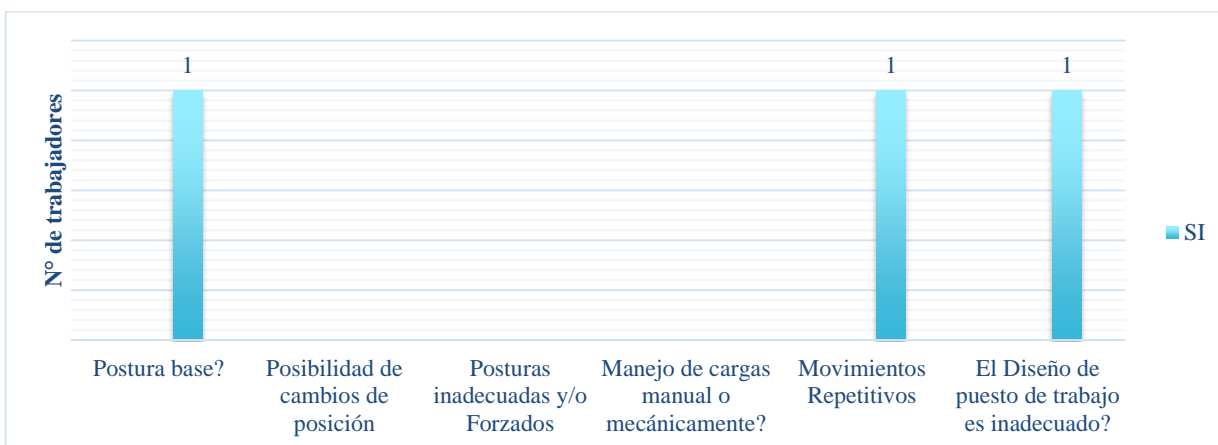 1
1
1
N° de trabajadores
SI
Postura base?
Posibilidad de
cambios de
posición
Posturas
inadecuadas y/o
Forzados
Manejo de cargas
manual o
mecánicamente?
Movimientos
Repetitivos
El Diseño de
puesto de trabajo
es inadecuado?